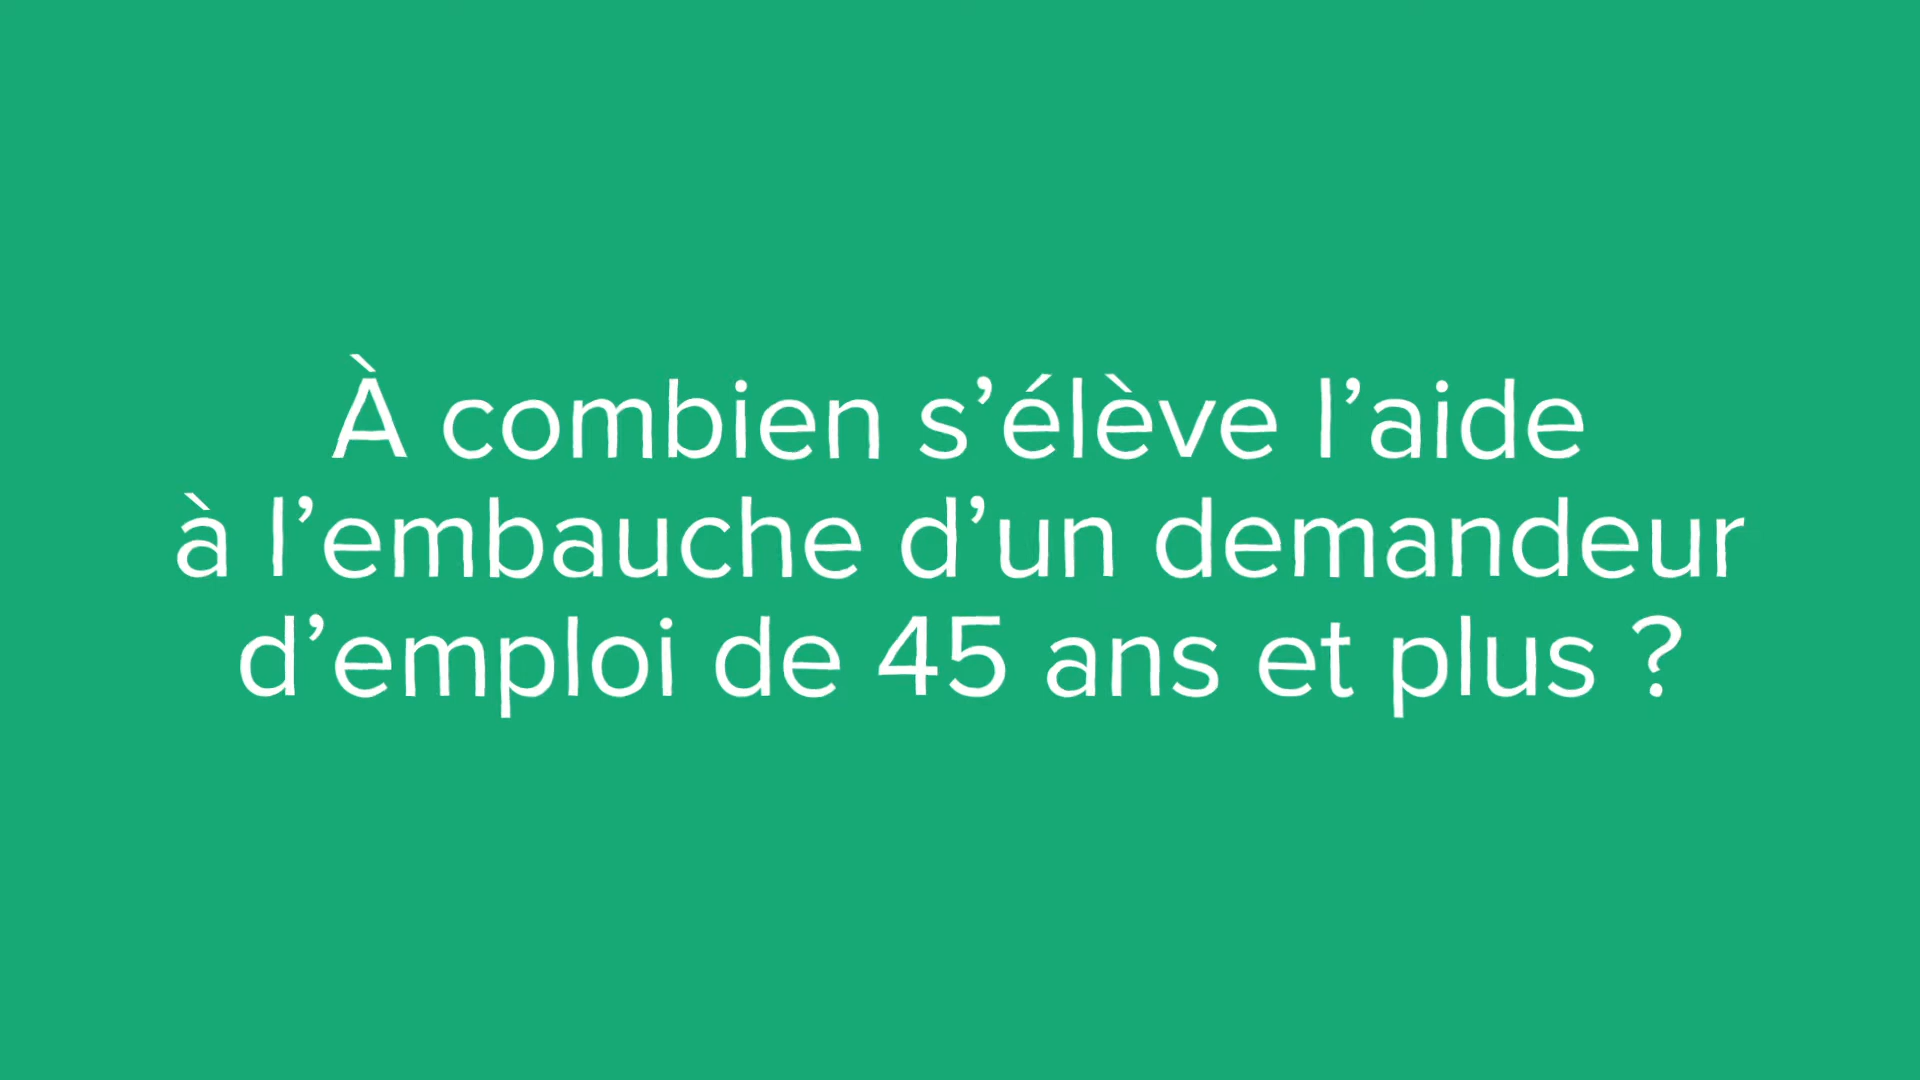 À combien s’élève l’aide
à l’embauche d’un demandeur
d’emploi de 45 ans et plus ?